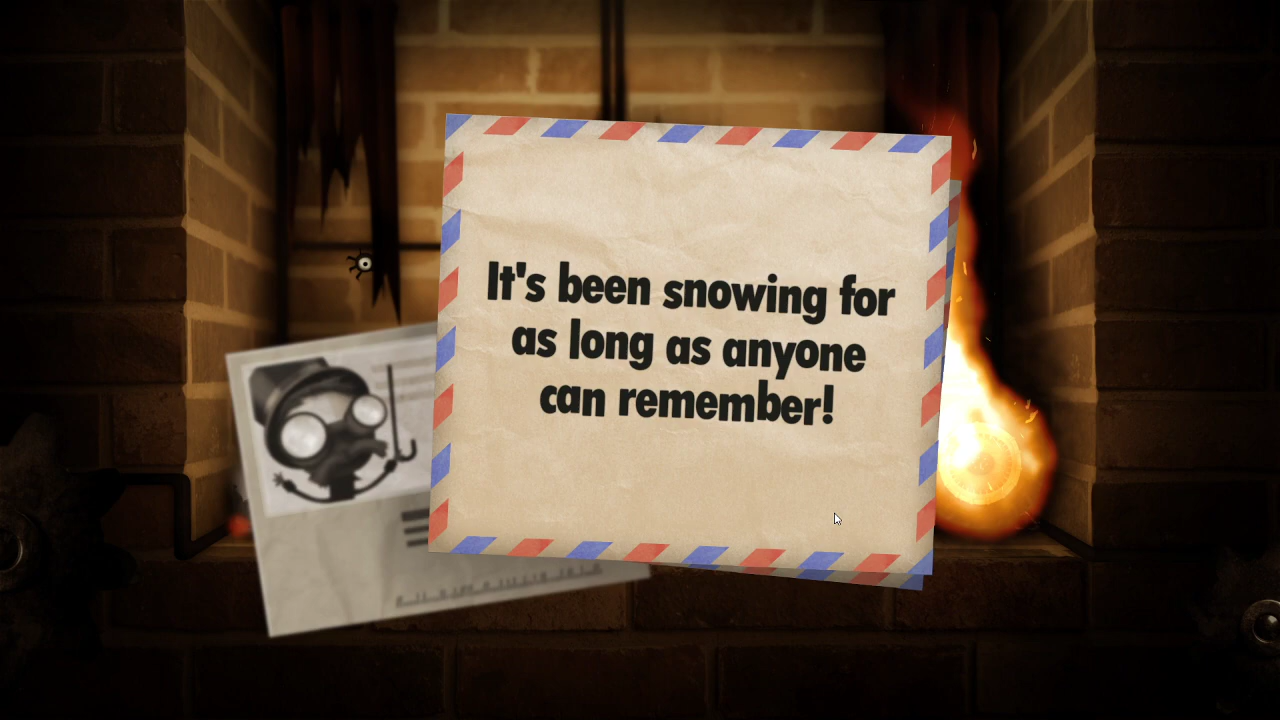 It's been snowing for
as long as anyone
can remember!